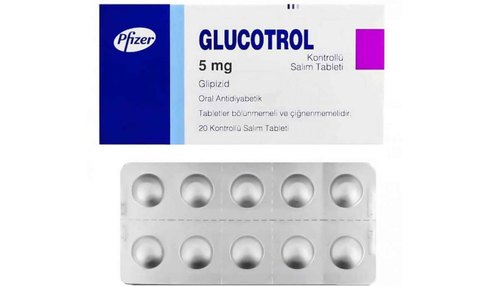 Pfizer
GLUCOTROL
Kontrollü
5 mg
Salım Tableti
Glipizid
Oral Antidiyabetik
Tabletler bölünmemeli ve çiğnenmemelidir.
20 Kontrollü Salım Tableti